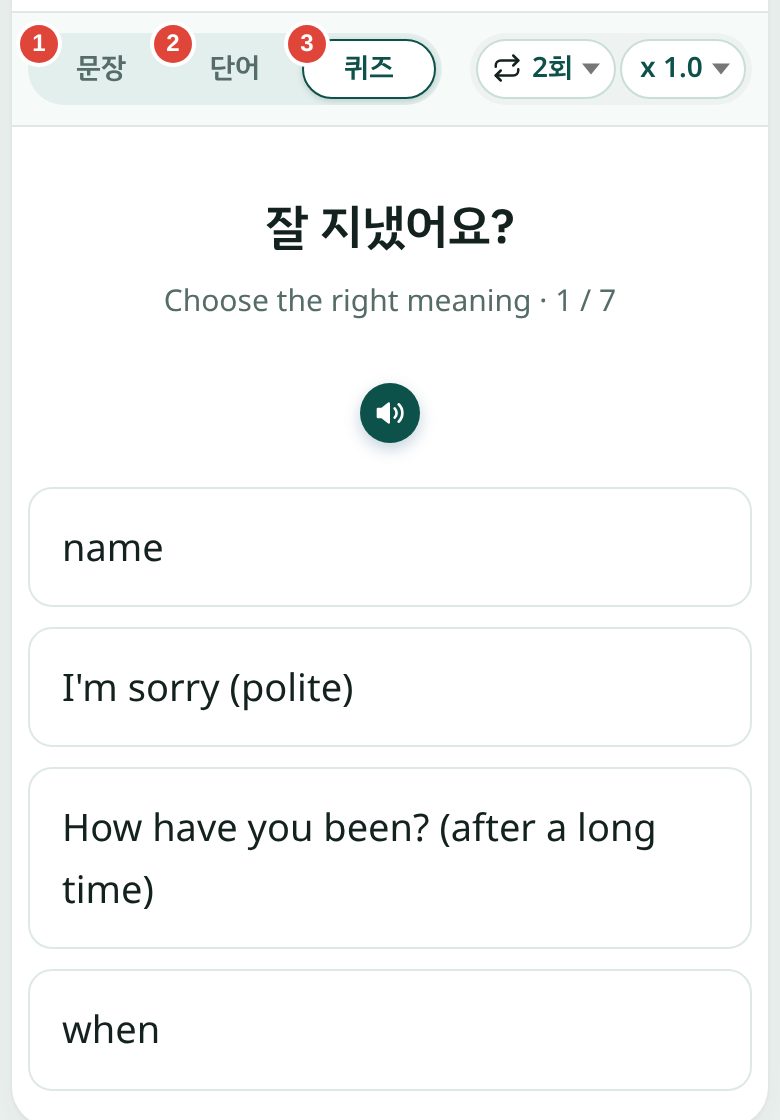 1 문장 2 단어 3 퀴즈 2회 x 1.0
잘 지냈어요?
Choose the right meaning · 1 / 7
name
I'm sorry (polite)
How have you been? (after a long
time)
when